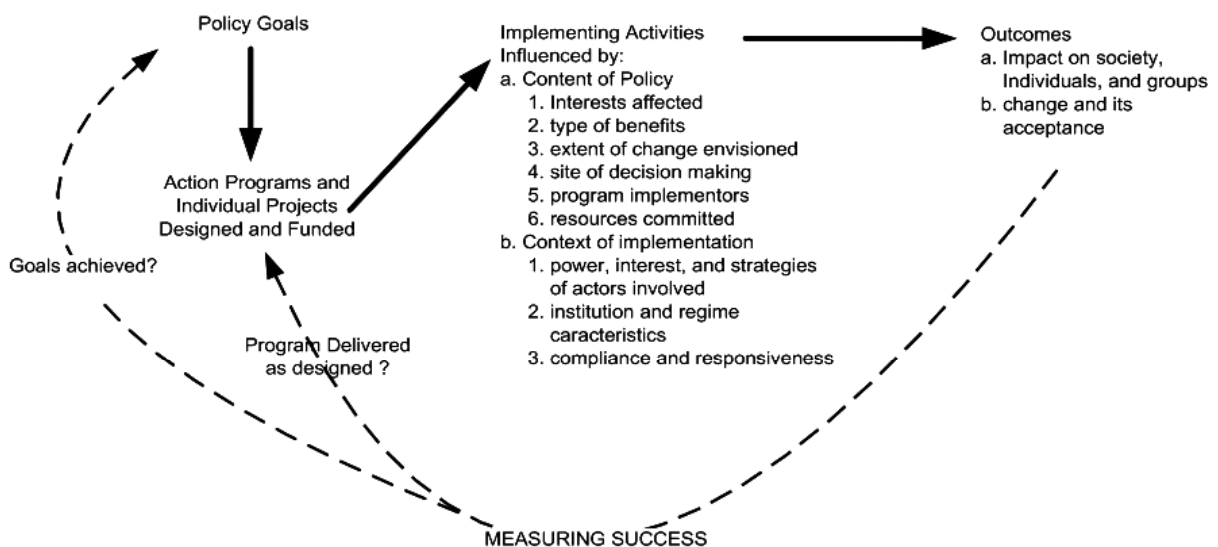 Policy Goals
Action Programs and
Individual Projects
Designed and Funded
Goals achieved?
Program Delivered
as designed ?
Implementing Activities
Influenced by:
a. Content of Policy
1. Interests affected
2. type of benefits
3. extent of change envisioned
4. site of decision making
5. program implementors
6. resources committed
b. Context of implementation
1. power, interest, and strategies
of actors involved
2. institution and regime
caracteristics
3. compliance and responsiveness
Outcomes
a. Impact on society,
Individuals, and groups
b. change and its
acceptance
MEASURING SUCCESS